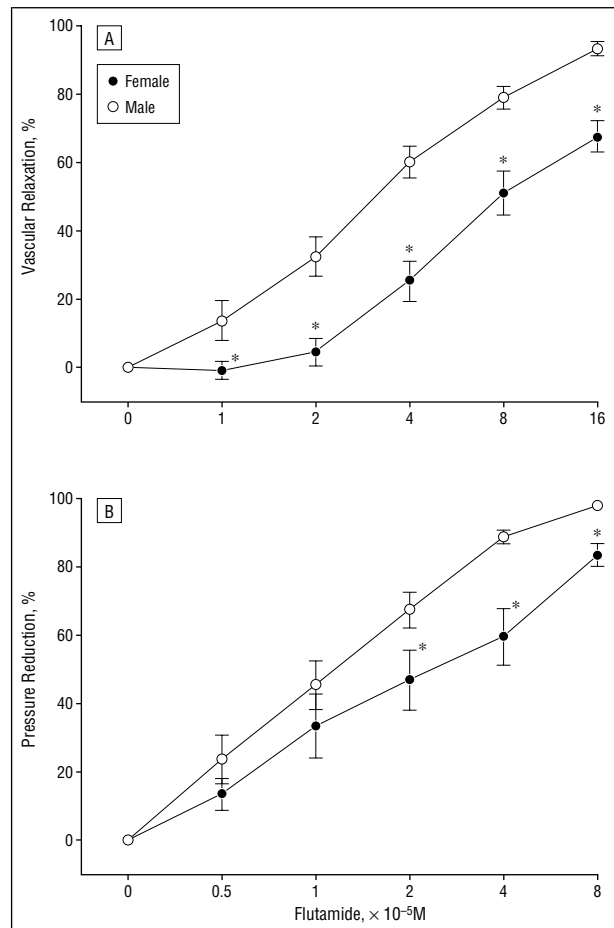 A
Female
Male
Vascular Relaxation, %
100
80
60
40
20
0
*
*
*
*
*
0 1 2 4 8 16
B
Pressure Reduction, %
100
80
60
40
20
0
*
*
*
0 0.5 1 2 4 8
Flutamide, × 10⁻⁵M